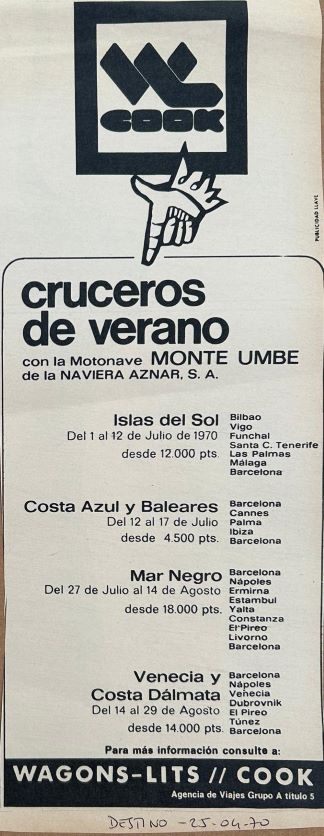 W
COOK
PUBLICIDAD LLAVE
cruceros
de verano
con la Motonave MONTE UMBE
de la NAVIERA AZNAR, S. A.
Islas del Sol
Del 1 al 12 de Julio de 1970
desde 12.000 pts.
Bilbao
Vigo
Funchal
Santa C. Tenerife
Las Palmas
Málaga
Barcelona
Costa Azul y Baleares
Del 12 al 17 de Julio
desde 4.500 pts.
Barcelona
Cannes
Palma
Ibiza
Barcelona
Mar Negro
Del 27 de Julio al 14 de Agosto
desde 18.000 pts.
Barcelona
Nápoles
Ermirna
Estambul
Yalta
Constanza
El Pireo
Livorno
Barcelona
Venecia y
Costa Dálmata
Del 14 al 29 de Agosto
desde 14.000 pts.
Barcelona
Nápoles
Venecia
Dubrovnik
El Pireo
Túnez
Barcelona
Para más información consulte a:
WAGONS-LITS // COOK
Agencia de Viajes Grupo A título 5
DESTINO - 25-04-70